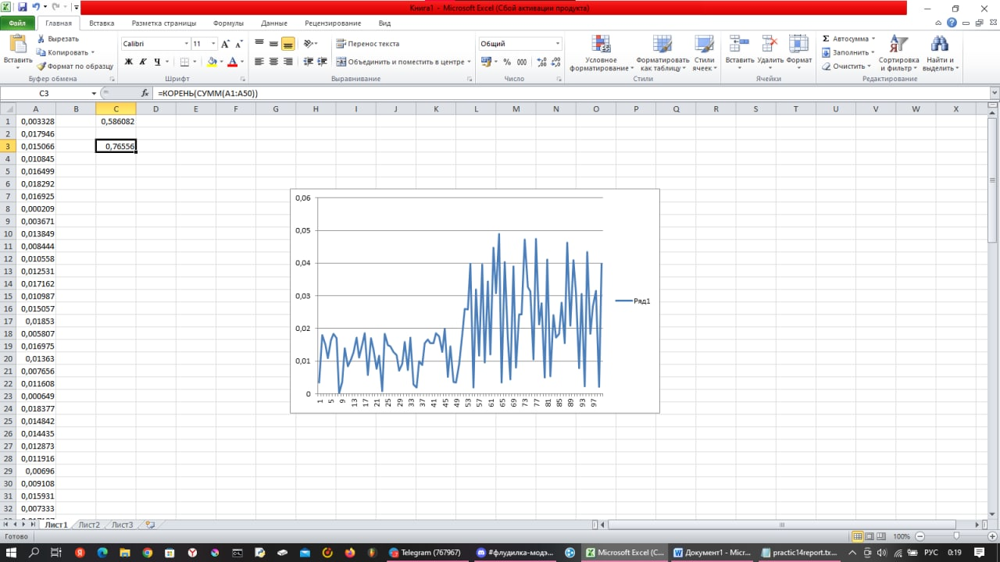 Книга1 - Microsoft Excel (Сбой активации продукта)
Файл Главная Вставка Разметка страницы Формулы Данные Рецензирование Вид
Вставить Вырезать Копировать Формат по образцу Буфер обмена
Calibri 11 Ж К Ч Шрифт
Перенос текста Объединить и поместить в центре Выравнивание
Общий % 000 Число
Условное форматирование Форматировать как таблицу Стили ячеек Стили
Вставить Удалить Формат Ячейки
Σ Автосумма Заполнить Очистить Сортировка и фильтр Найти и выделить Редактирование
C3 fx =КОРЕНЬ(СУММ(A1:A50))
A B C D E F G H I J K L M N O P Q R S T U V W X
1 0,003328 0,586082
2 0,017946
3 0,015066 0,76556
4 0,010845
5 0,016499
6 0,018292
7 0,016925
8 0,000209
9 0,003671
10 0,013849
11 0,008444
12 0,010558
13 0,012531
14 0,017162
15 0,010987
16 0,015057
17 0,01853
18 0,005807
19 0,016975
20 0,01363
21 0,007656
22 0,011608
23 0,000649
24 0,018377
25 0,014842
26 0,014435
27 0,012873
28 0,011916
29 0,00696
30 0,009108
31 0,015931
32 0,007333
0,06
0,05
0,04
0,03
0,02
0,01
0
1 5 9 13 17 21 25 29 33 37 41 45 49 53 57 61 65 69 73 77 81 85 89 93 97
Ряд1
Лист1 Лист2 Лист3
Готово 100%
Telegram (767967) #флудилка-модэ... Microsoft Excel (С... Документ1 - Micr... practic14report.tx... РУС 0:19